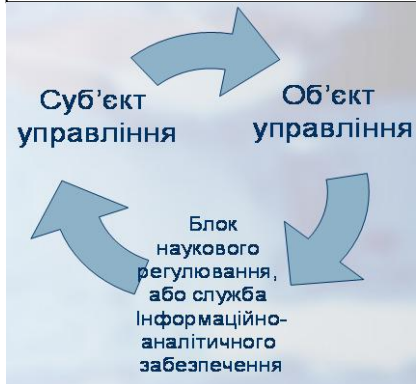 Суб’єкт
управління
Об’єкт
управління
Блок
наукового
регулювання,
або служба
Інформаційно-
аналітичного
забезпечення